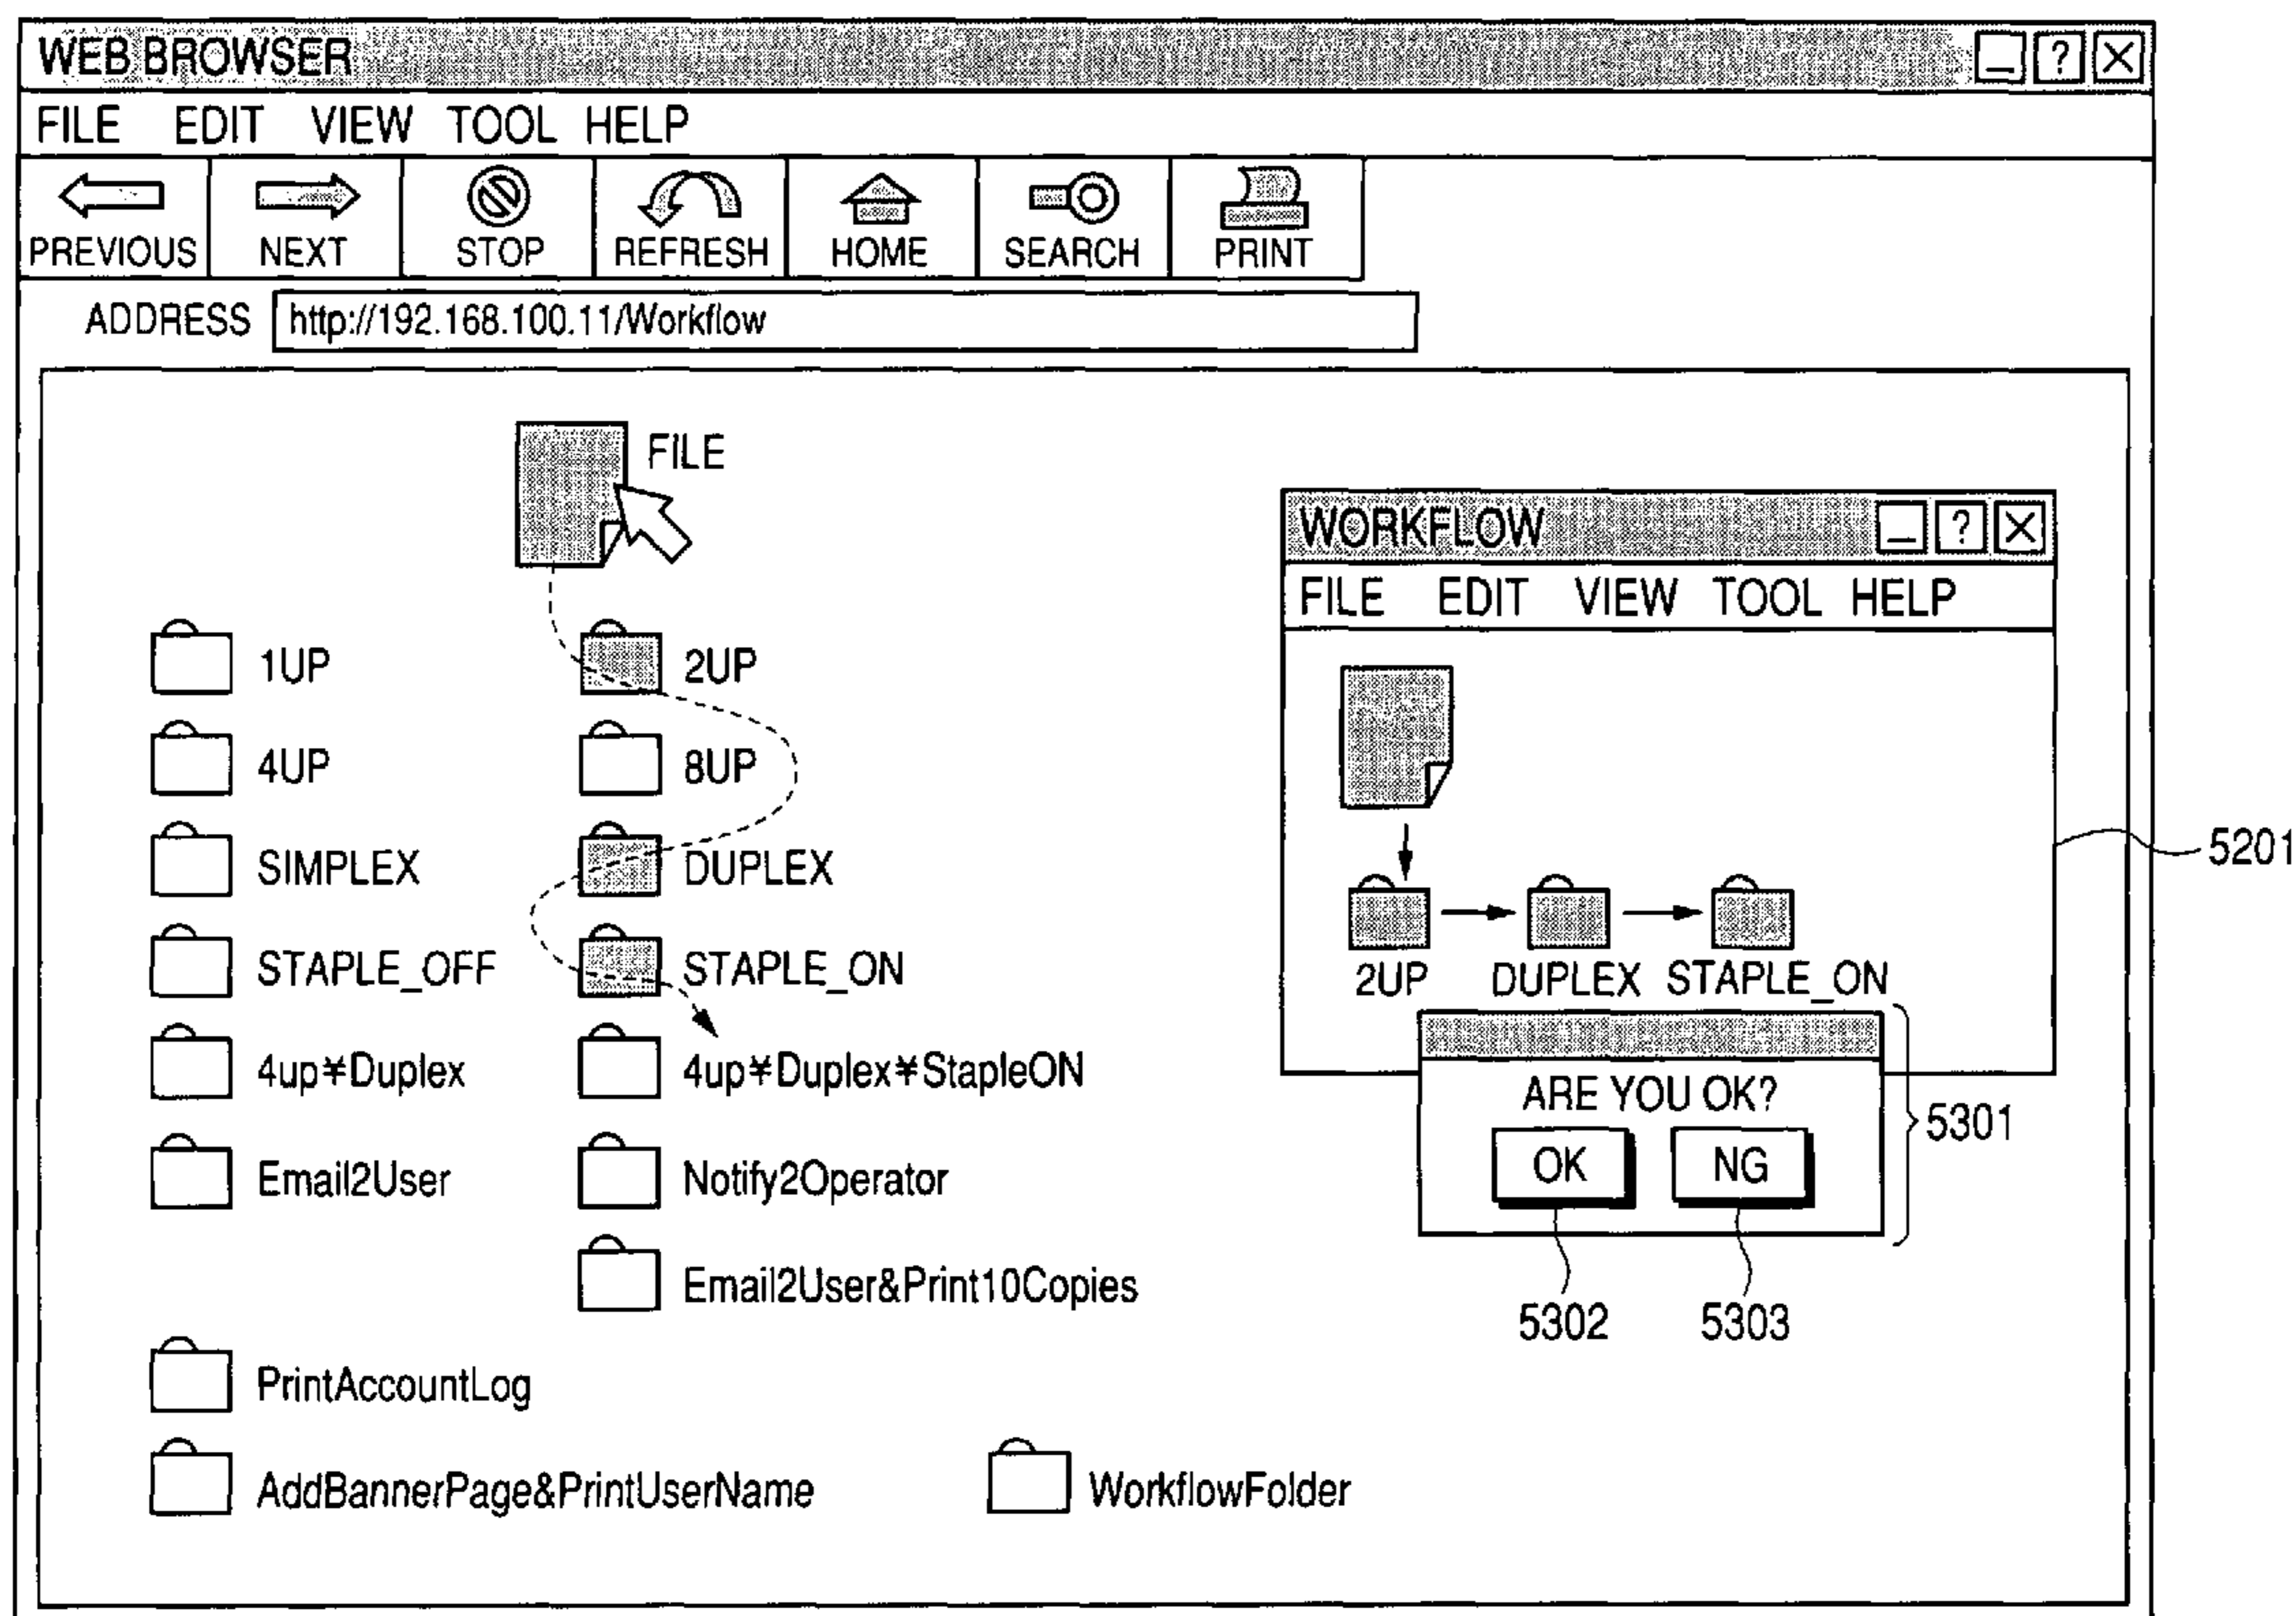 WEB BROWSER
FILE EDIT VIEW TOOL HELP
PREVIOUS NEXT STOP REFRESH HOME SEARCH PRINT
ADDRESS http://192.168.100.11/Workflow
FILE
1UP 2UP
4UP 8UP
SIMPLEX DUPLEX
STAPLE_OFF STAPLE_ON
4up¥Duplex 4up¥Duplex¥StapleON
Email2User Notify2Operator
Email2User&Print10Copies
PrintAccountLog
AddBannerPage&PrintUserName WorkflowFolder
WORKFLOW
FILE EDIT VIEW TOOL HELP
2UP DUPLEX STAPLE_ON
ARE YOU OK?
OK NG
5201
5301
5302 5303